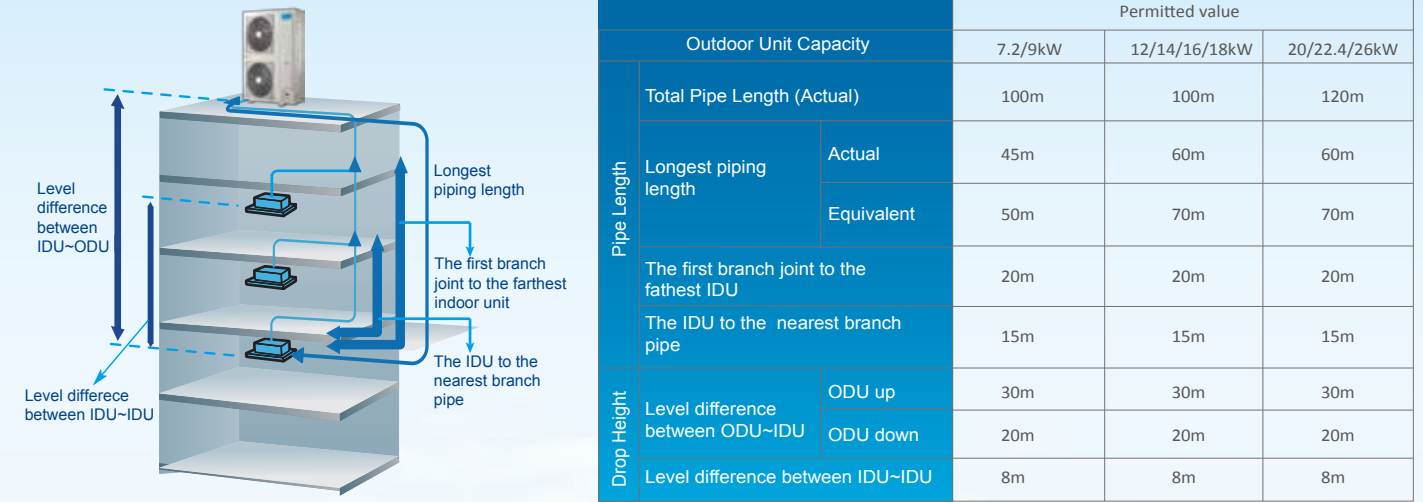 Level
difference
between
IDU~ODU
Longest
piping length
The first branch
joint to the farthest
indoor unit
The IDU to the
nearest branch
pipe
Level differece
between IDU~IDU
Permitted value
Outdoor Unit Capacity 7.2/9kW 12/14/16/18kW 20/22.4/26kW
Pipe Length
Total Pipe Length (Actual) 100m 100m 120m
Longest piping
length
Actual 45m 60m 60m
Equivalent 50m 70m 70m
The first branch joint to the
fathest IDU
20m 20m 20m
The IDU to the nearest branch
pipe
15m 15m 15m
Drop Height
Level difference
between ODU~IDU
ODU up 30m 30m 30m
ODU down 20m 20m 20m
Level difference between IDU~IDU 8m 8m 8m